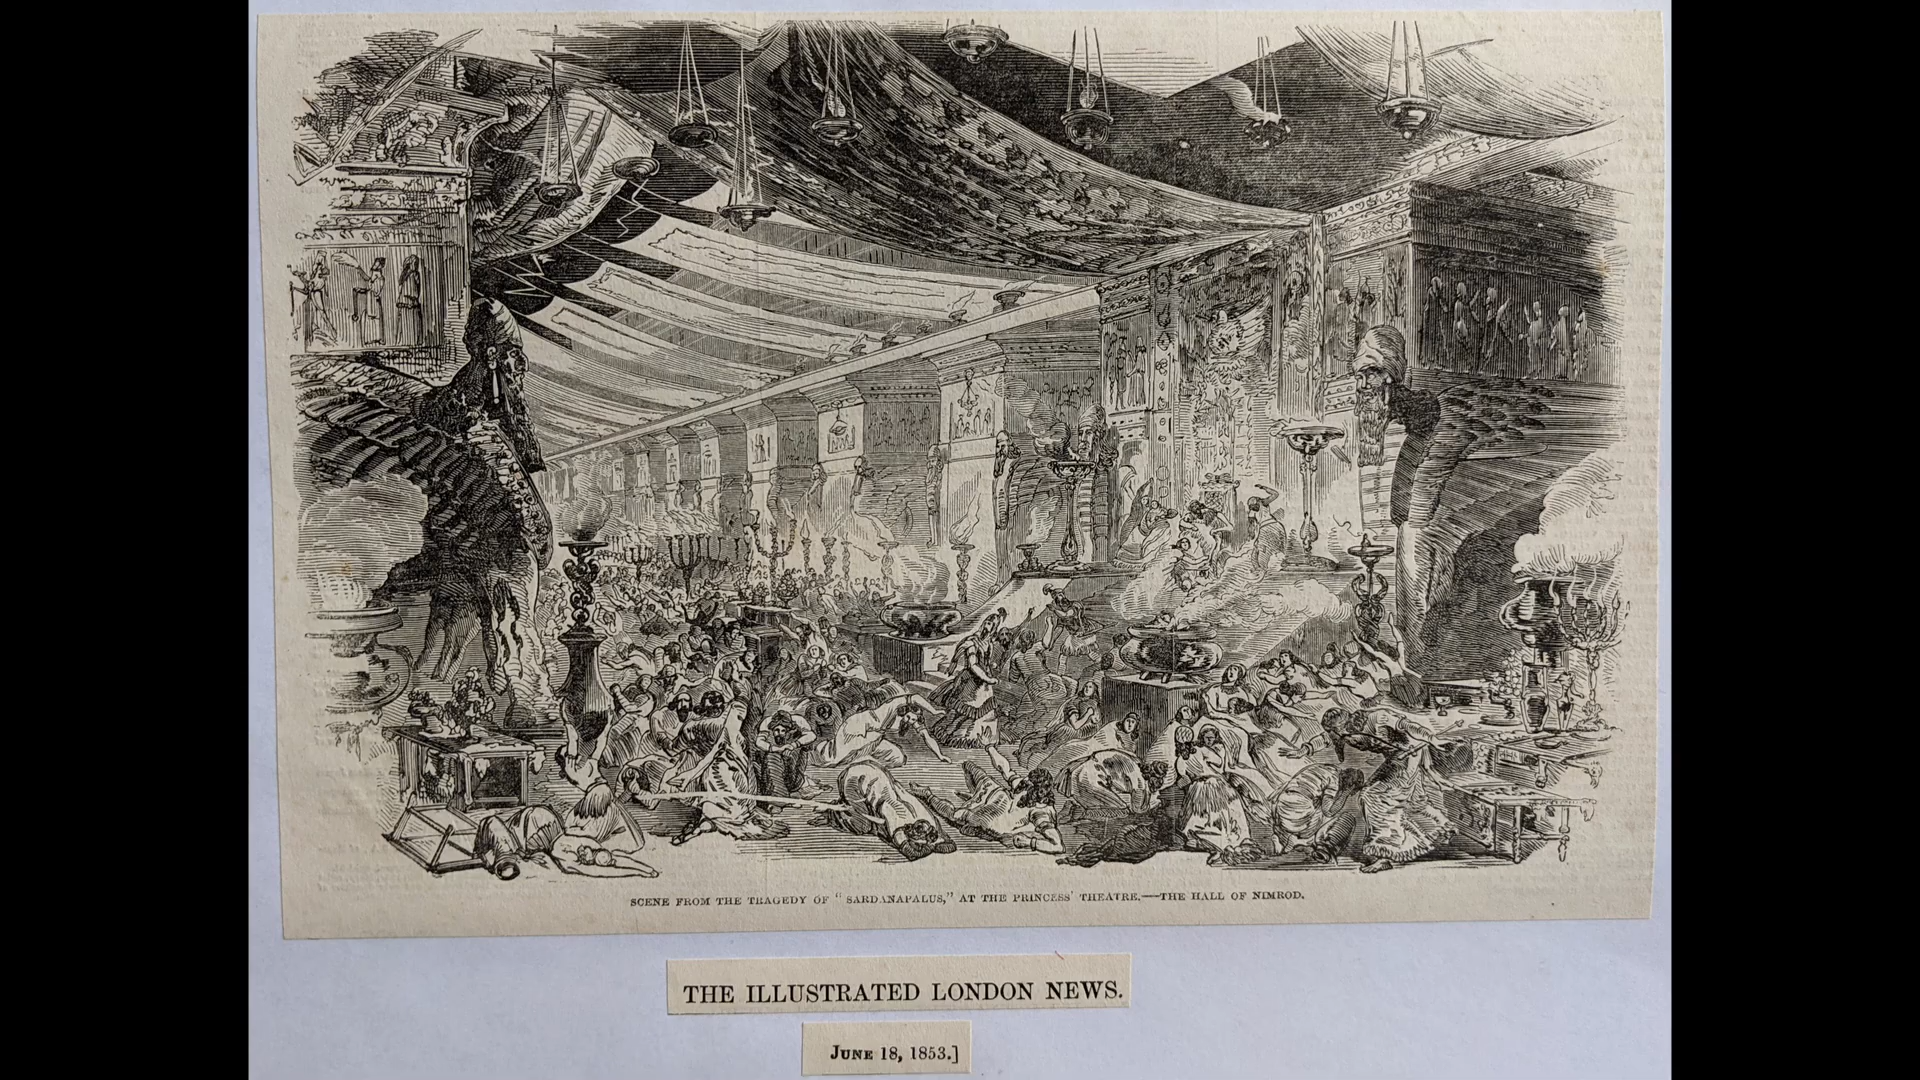 SCENE FROM THE TRAGEDY OF "SARDANAPALUS," AT THE PRINCESS' THEATRE.—THE HALL OF NIMROD.
THE ILLUSTRATED LONDON NEWS.
JUNE 18, 1853.]